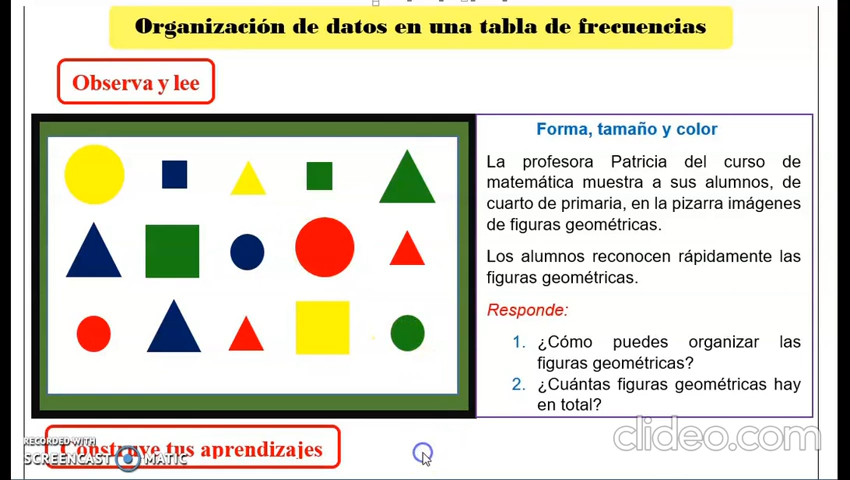 Organización de datos en una tabla de frecuencias
Observa y lee
Forma, tamaño y color
La profesora Patricia del curso de
matemática muestra a sus alumnos, de
cuarto de primaria, en la pizarra imágenes
de figuras geométricas.
Los alumnos reconocen rápidamente las
figuras geométricas.
Responde:
1. ¿Cómo puedes organizar las
figuras geométricas?
2. ¿Cuántas figuras geométricas hay
en total?
clideo.com
RECORDED WITH
Construye tus aprendizajes
SCREENCAST MATIC